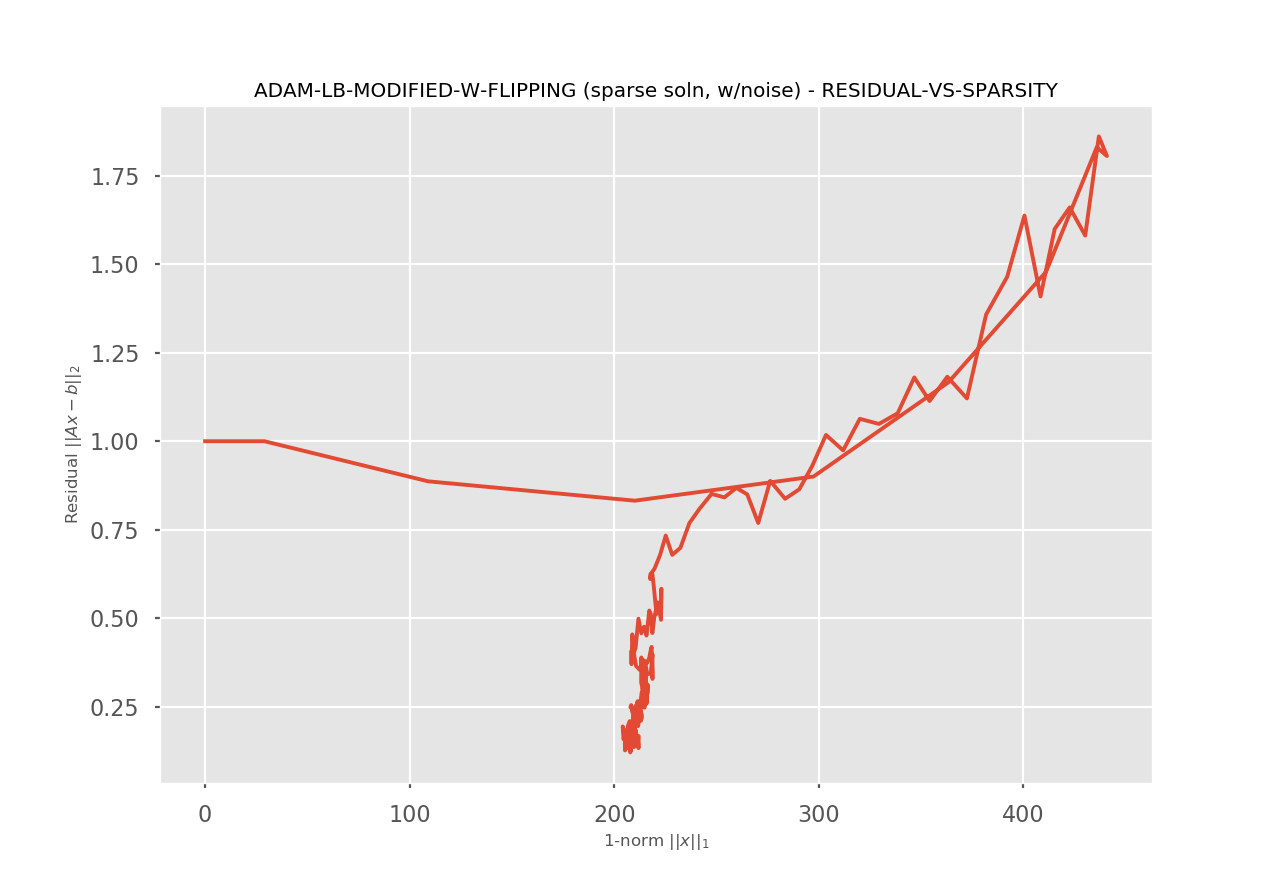 ADAM-LB-MODIFIED-W-FLIPPING (sparse soln, w/noise) - RESIDUAL-VS-SPARSITY
1.75
1.50
1.25
1.00
0.75
0.50
0.25
Residual ||Ax − b||₂
0 100 200 300 400
1-norm ||x||₁